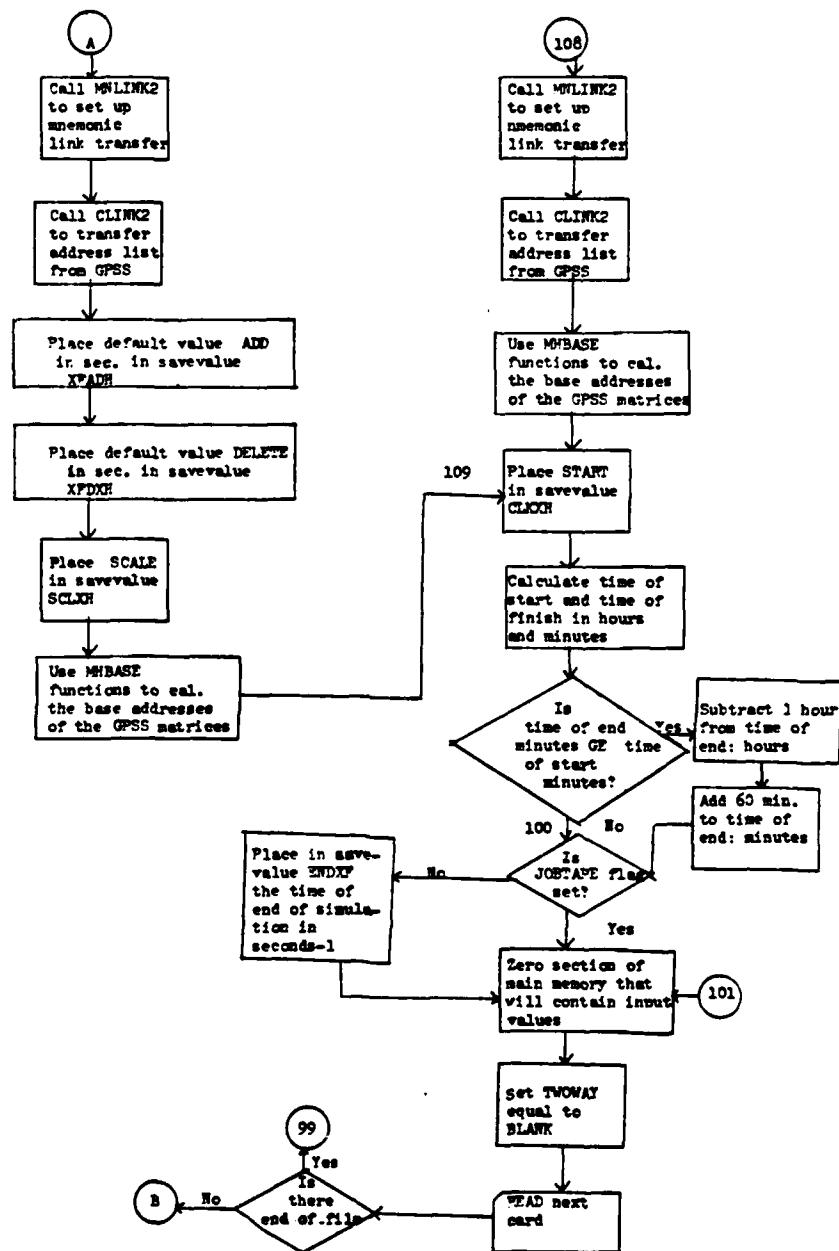 A
Call MNLINK2
to set up
mnemonic
link transfer
Call CLINK2
to transfer
address list
from GPSS
Place default value ADD
in sec. in savevalue
XFADH
Place default value DELETE
in sec. in savevalue
XFDXH
Place SCALE
in savevalue
SCLXH
Use MHBASE
functions to cal.
the base addresses
of the GPSS matrices
109
108
Call MNLINK2
to set up
nmemonic
link transfer
Call CLINK2
to transfer
address list
from GPSS
Use MHBASE
functions to cal.
the base addresses
of the GPSS matrices
Place START
in savevalue
CLKXH
Calculate time of
start and time of
finish in hours
and minutes
Is
time of end
minutes GE time
of start
minutes?
Yes
Subtract 1 hour
from time of
end: hours
Add 60 min.
to time of
end: minutes
No
100
Is
JOBTAPE flag
set?
No
Place in save-
value ENDXF
the time of
end of simula-
tion in
seconds-1
Yes
Zero section of
main memory that
will contain input
values
101
Set TWOWAY
equal to
BLANK
READ next
card
Is
there
end of.file
Yes
99
No
B